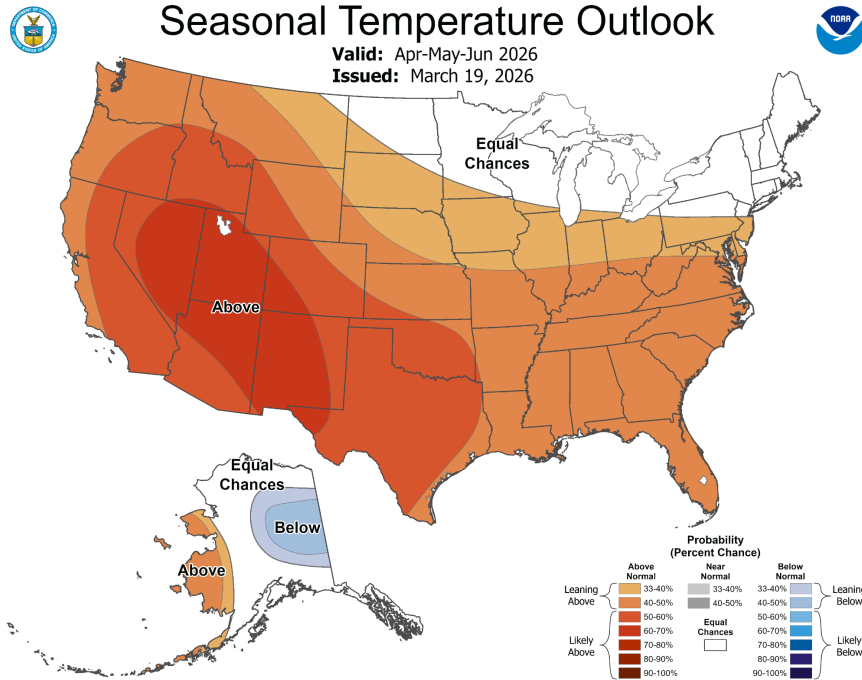 Seasonal Temperature Outlook
Valid: Apr-May-Jun 2026
Issued: March 19, 2026
NOAA
Equal
Chances
Above
Equal
Chances
Below
Above
Probability
(Percent Chance)
Above
Normal
Near
Normal
Below
Normal
Leaning
Above
33-40%
40-50%
Likely
Above
50-60%
60-70%
70-80%
80-90%
90-100%
33-40%
40-50%
Equal
Chances
33-40%
40-50%
Leaning
Below
50-60%
60-70%
70-80%
80-90%
90-100%
Likely
Below